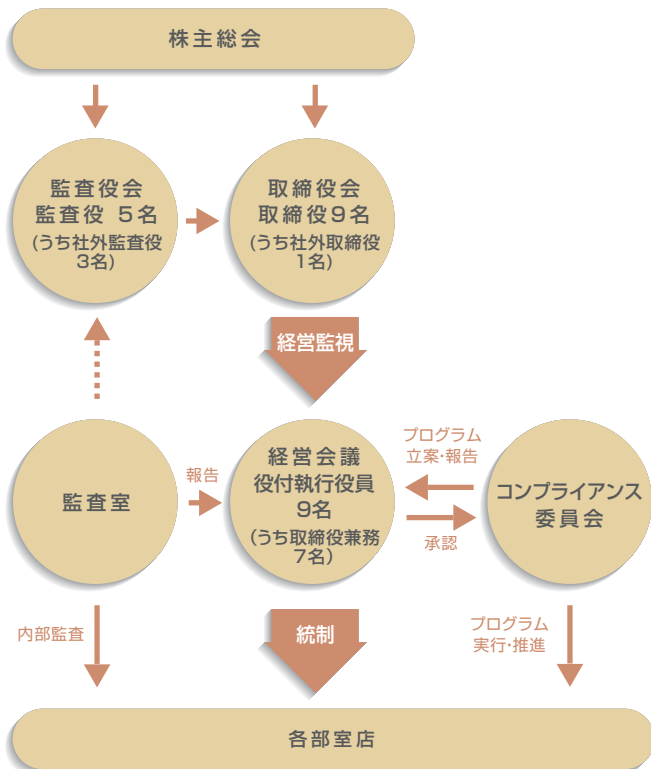 株主総会
監査役会
監査役 5名
(うち社外監査役
3名)
取締役会
取締役9名
(うち社外取締役
1名)
経営監視
監査室
報告
経営会議
役付執行役員
9名
(うち取締役兼務
7名)
プログラム
立案・報告
承認
コンプライアンス
委員会
内部監査
統制
プログラム
実行・推進
各部室店